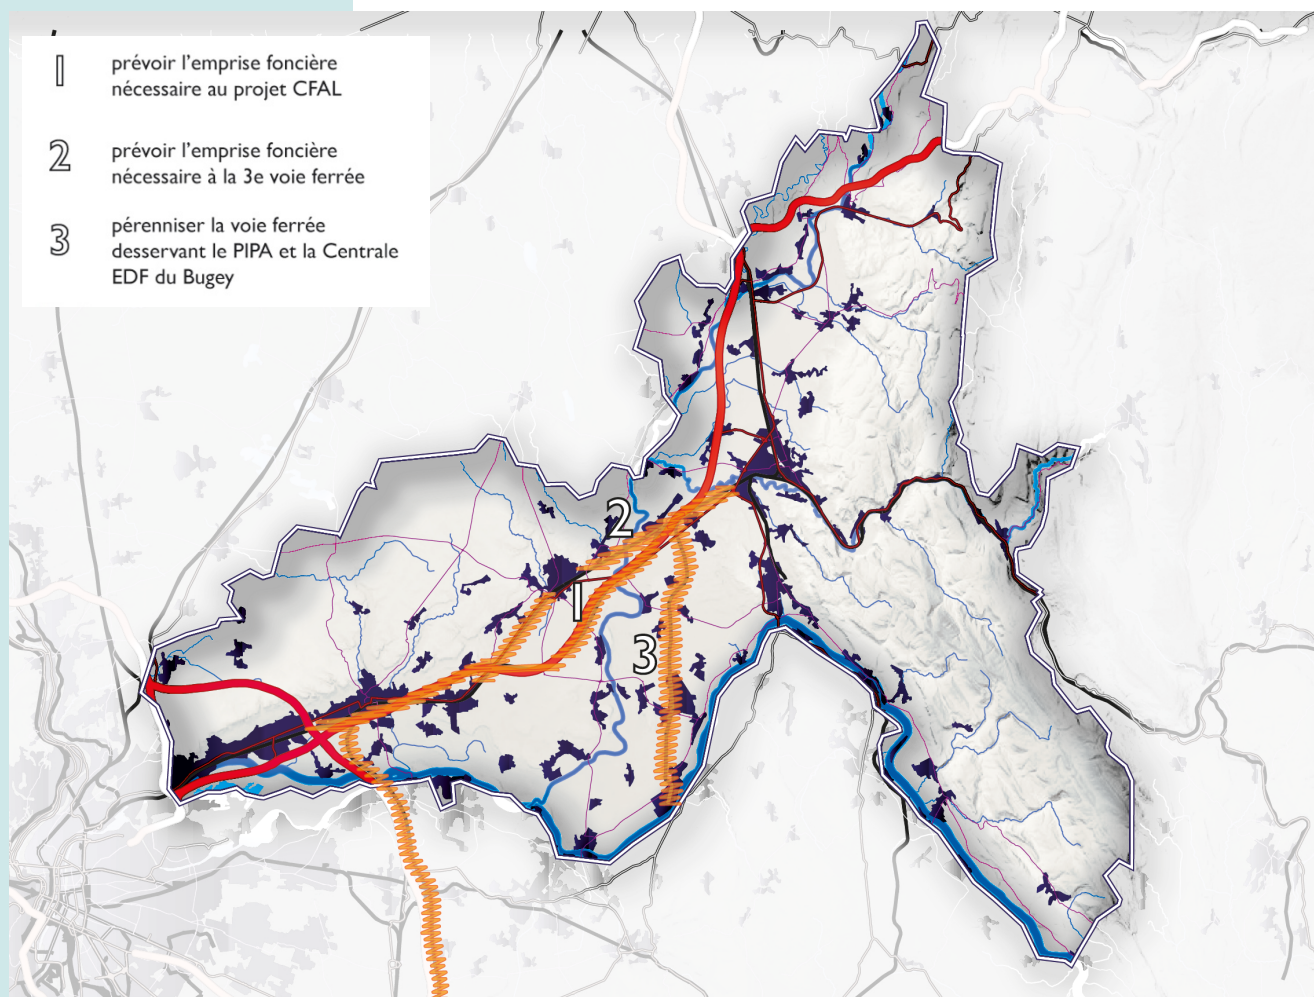 1
prévoir l'emprise foncière
nécessaire au projet CFAL
2
prévoir l'emprise foncière
nécessaire à la 3e voie ferrée
3
pérenniser la voie ferrée
desservant le PIPA et la Centrale
EDF du Bugey
2
1
3